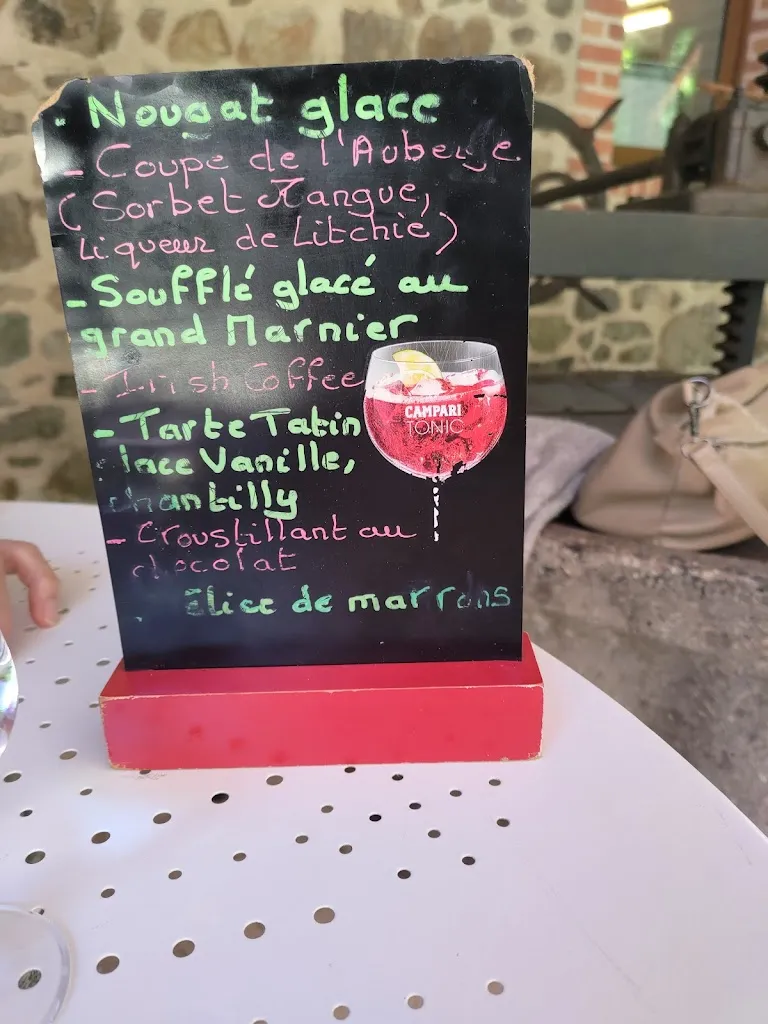 - Nougat glacé
- Coupe de l'Auberge
(Sorbet Mangue,
Liqueur de Litchie)
- Soufflé glacé au
grand Marnier
- Irish Coffee
CAMPARI
TONIC
- Tarte Tatin
glace Vanille,
chantilly
- Croustillant au
chocolat
- Délice de marrons